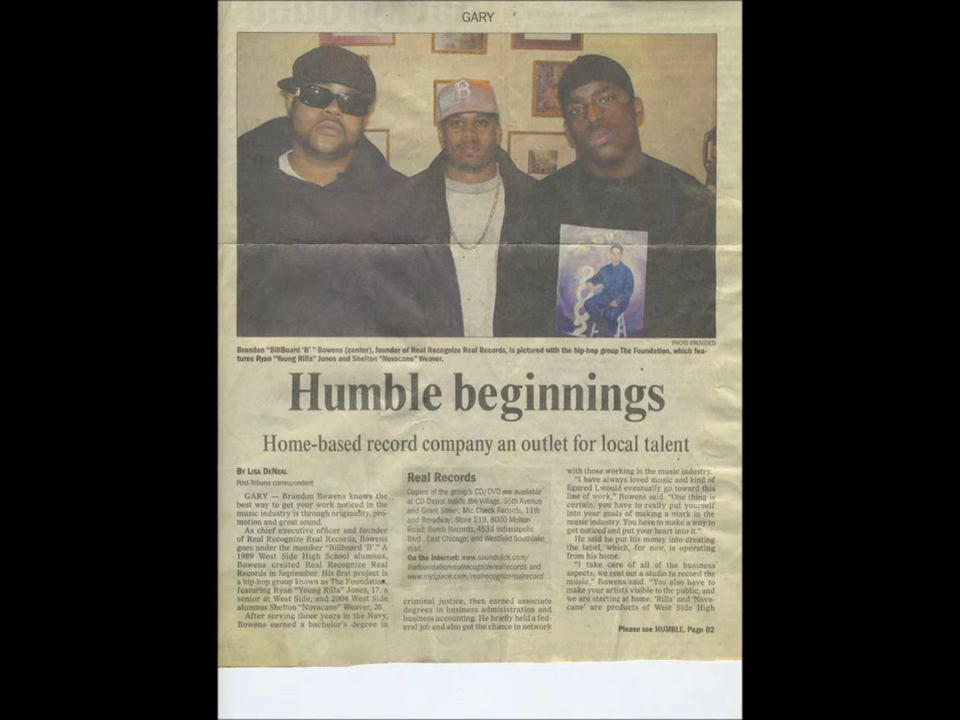 GARY
B
PHOTO PROVIDED
Brandon "BillBoard 'B' " Bowens (center), founder of Real Recognize Real Records, is pictured with the hip-hop group The Foundation, which fea-
tures Ryan "Young Rilla" Jones and Shelton "Novacane" Weaver.
Humble beginnings
Home-based record company an outlet for local talent
BY LISA DENEAL
Post-Tribune correspondent
GARY — Brandon Bowens knows the
best way to get your work noticed in the
music industry is through originality, pro-
motion and great sound.
As chief executive officer and founder
of Real Recognize Real Records, Bowens
goes under the moniker "Billboard 'B'." A
1989 West Side High School alumnus,
Bowens created Real Recognize Real
Records in September. His first project is
a hip-hop group known as The Foundation,
featuring Ryan "Young Rilla" Jones, 17, a
senior at West Side, and 2004 West Side
alumnus Shelton "Novacane" Weaver, 20.
After serving three years in the Navy,
Bowens earned a bachelor's degree in
Real Records
Copies of the group's CD/DVD are available
at CD Depot inside the Village, 35th Avenue
and Grant Street; Mic Check Records, 11th
and Broadway; Store 219, 8000 Melton
Road; Bomb Records, 4534 Indianapolis
Blvd., East Chicago; and Westfield Southlake
mall.
On the Internet: www.soundclick.com/
thefoundationrealrecognizerealrecords and
www.myspace.com/realrecognizerealrecord
criminal justice, then earned associate
degrees in business administration and
business accounting. He briefly held a fed-
eral job and also got the chance to network
with those working in the music industry.
"I have always loved music and kind of
figured I would eventually go toward this
line of work," Bowens said. "One thing is
certain, you have to really put yourself
into your goals of making a mark in the
music industry. You have to make a way to
get noticed and put your heart into it."
He said he put his money into creating
the label, which, for now, is operating
from his home.
"I take care of all of the business
aspects; we rent out a studio to record the
music," Bowens said. "You also have to
make your artists visible to the public, and
we are starting at home. 'Rilla' and 'Nova-
cane' are products of West Side High
Please see HUMBLE, Page B2